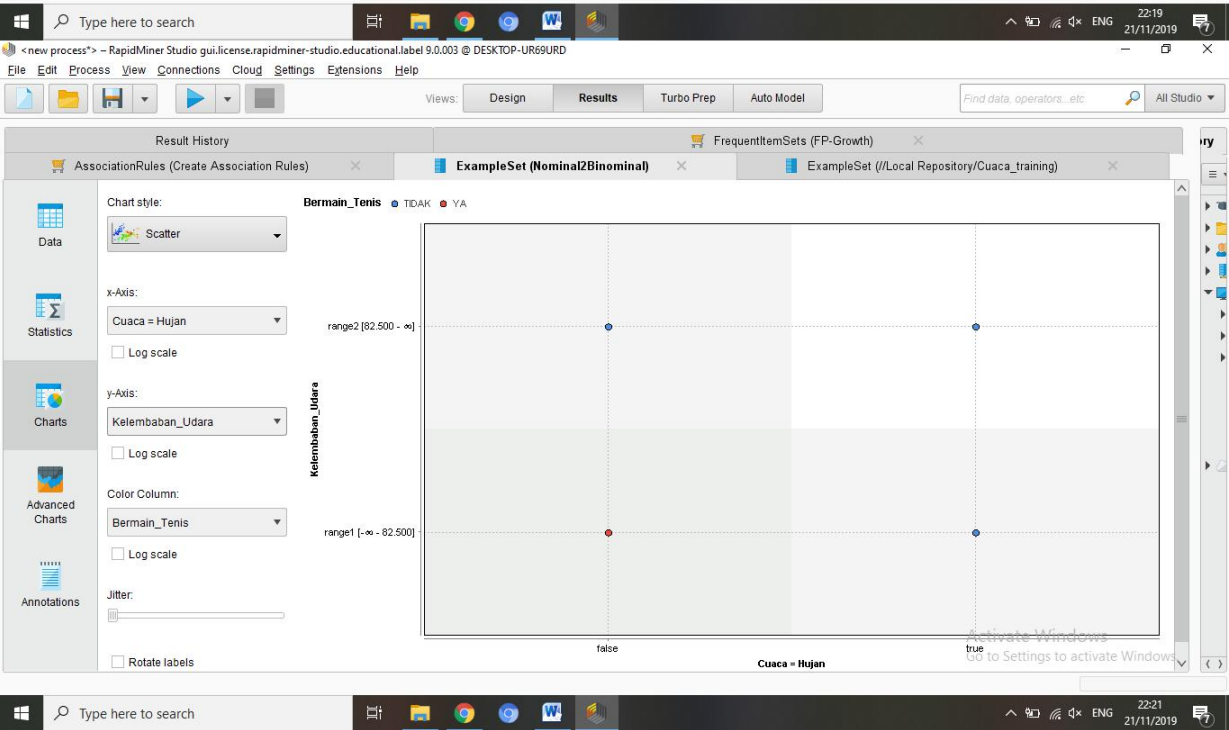 Type here to search
ENG
22:19
21/11/2019
7
<new process*> – RapidMiner Studio gui.license.rapidminer-studio.educational.label 9.0.003 @ DESKTOP-UR69URD
File Edit Process View Connections Cloud Settings Extensions Help
Views: Design Results Turbo Prep Auto Model
Find data, operators...etc
All Studio
Result History
FrequentItemSets (FP-Growth)
ory
AssociationRules (Create Association Rules)
ExampleSet (Nominal2Binominal)
ExampleSet (//Local Repository/Cuaca_training)
Data
Statistics
Charts
Advanced
Charts
Annotations
Chart style:
Scatter
x-Axis:
Cuaca = Hujan
Log scale
y-Axis:
Kelembaban_Udara
Log scale
Color Column:
Bermain_Tenis
Log scale
Jitter:
Rotate labels
Bermain_Tenis TIDAK YA
range2 [82.500 - ∞]
Kelembaban_Udara
range1 [-∞ - 82.500]
false
true
Cuaca = Hujan
Activate Windows
Go to Settings to activate Windows.
Type here to search
ENG
22:21
21/11/2019
7